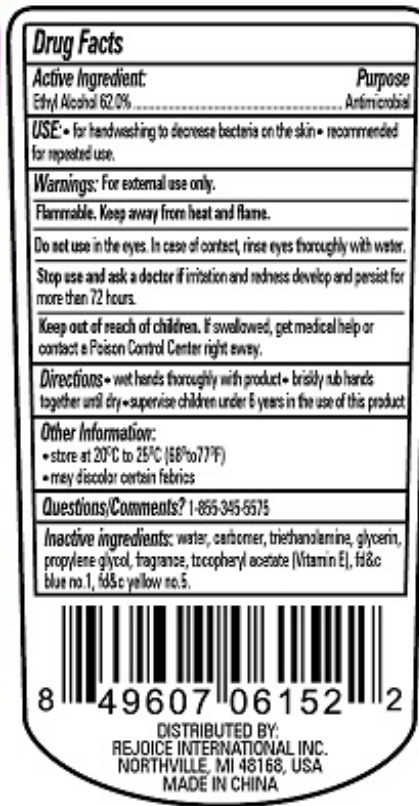 Drug Facts
Active Ingredient: Purpose
Ethyl Alcohol 62.0%........................................Antimicrobial
USE: • for handwashing to decrease bacteria on the skin • recommended
for repeated use.
Warnings: For external use only.
Flammable. Keep away from heat and flame.
Do not use in the eyes. In case of contact, rinse eyes thoroughly with water.
Stop use and ask a doctor if irritation and redness develop and persist for
more than 72 hours.
Keep out of reach of children. If swallowed, get medical help or
contact a Poison Control Center right away.
Directions • wet hands thoroughly with product • briskly rub hands
together until dry • supervise children under 6 years in the use of this product
Other Information:
• store at 20°C to 25°C (68°to77°F)
• may discolor certain fabrics
Questions/Comments? 1-855-345-5575
Inactive ingredients: water, carbomer, triethanolamine, glycerin,
propylene glycol, fragrance, tocopheryl acetate (Vitamin E), fd&c
blue no.1, fd&c yellow no.5.
8 49607 06152 2
DISTRIBUTED BY:
REJOICE INTERNATIONAL INC.
NORTHVILLE, MI 48168, USA
MADE IN CHINA